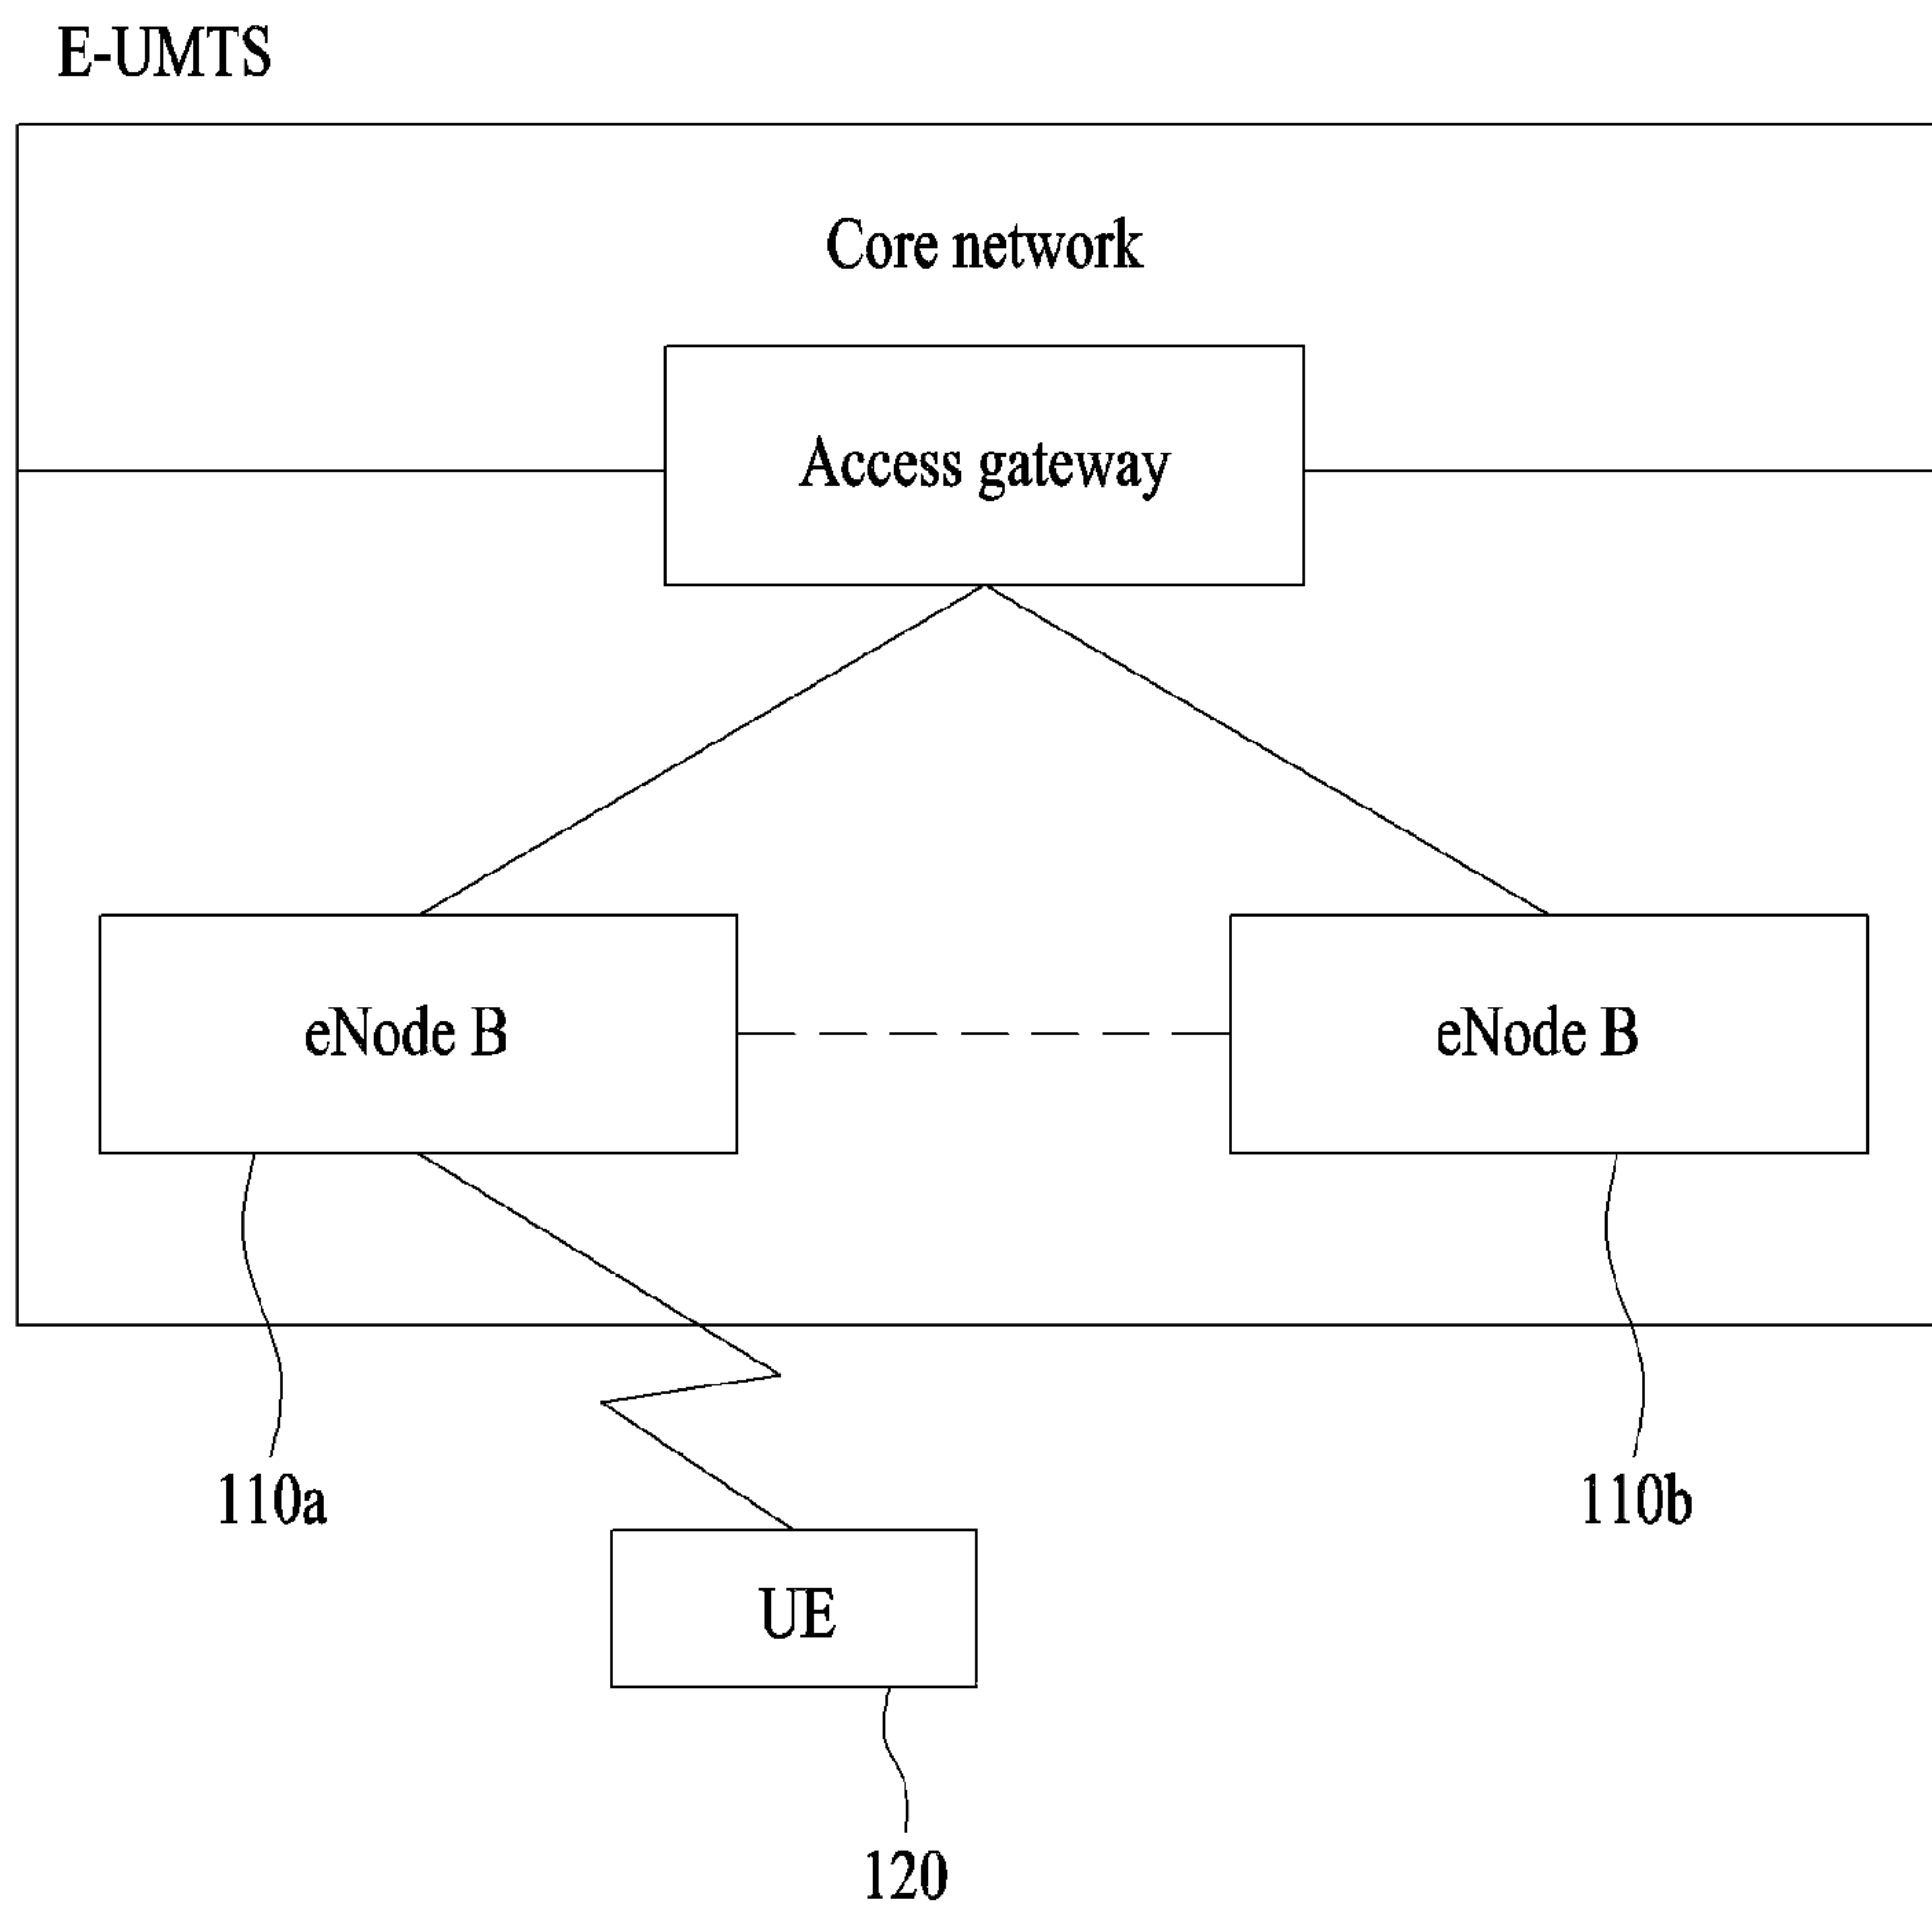 E-UMTS
Core network
Access gateway
eNode B
eNode B
110a
110b
UE
120